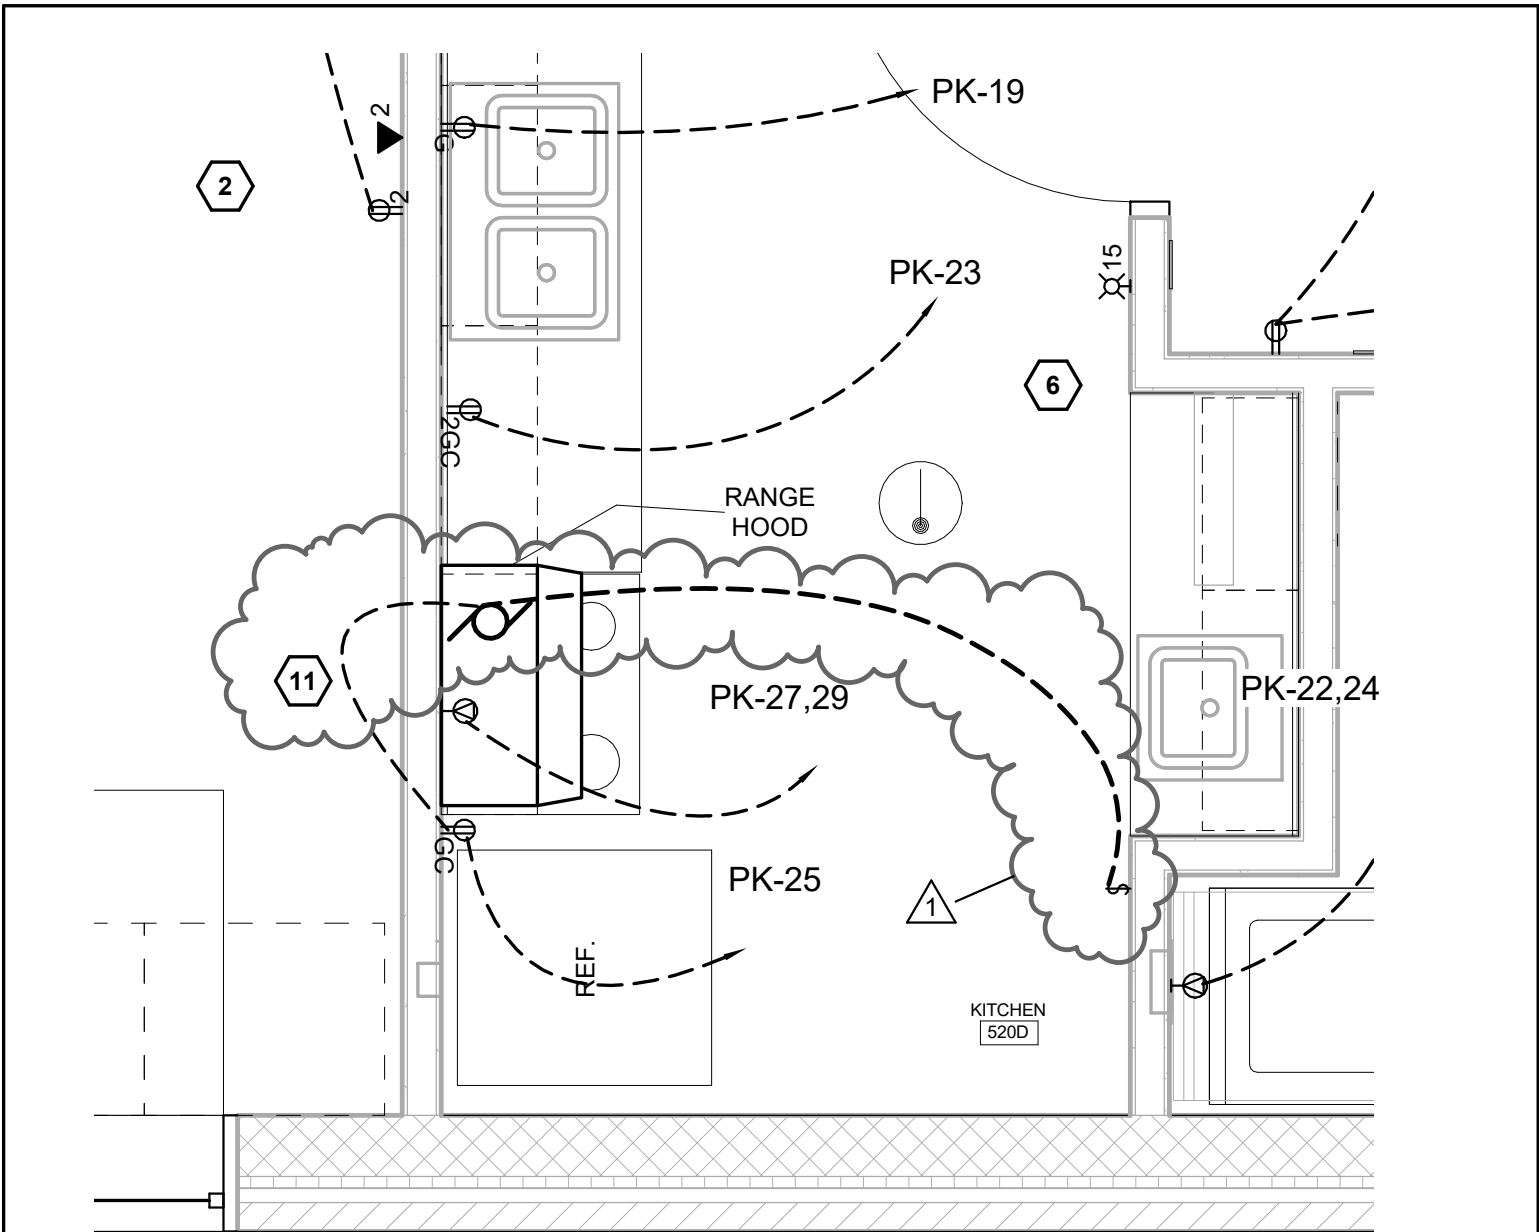 PK-19
2
G
2
2
15
PK-23
6
2GC
RANGE
HOOD
11
PK-27,29
PK-22,24
GC
PK-25
1
S
REF.
KITCHEN
520D